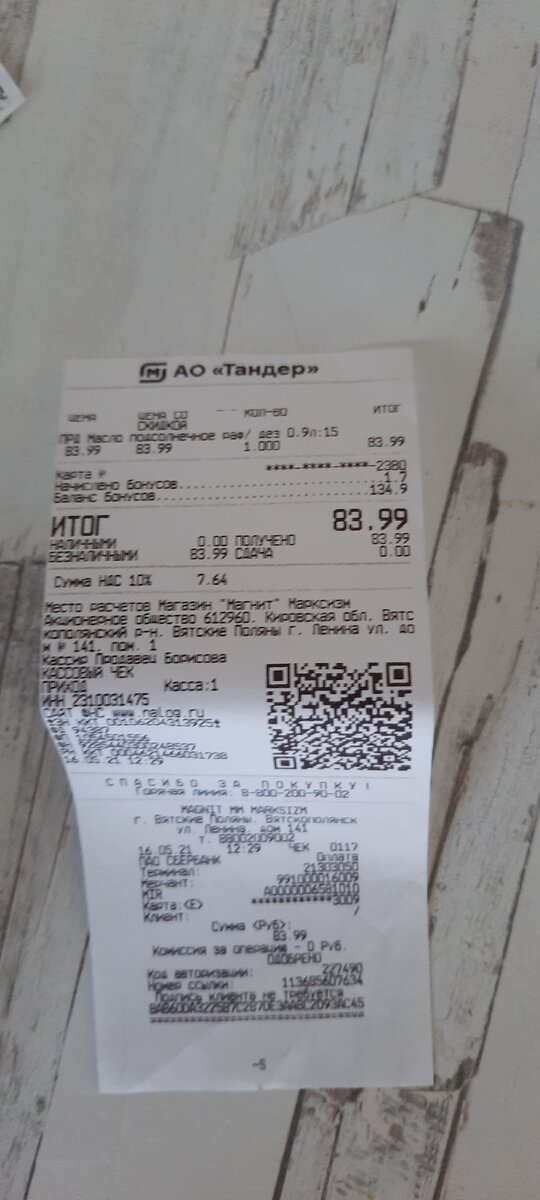 М АО «Тандер»
ЦЕНА ЦЕНА СО СКИДКОЙ КОЛ-ВО ИТОГ
ПРД Масло подсолнечное раф/ дез 0.9л:15
83.99 83.99 1.000 83.99
Карта № ****-****-****-2380
Начислено бонусов 1.7
Баланс бонусов 134.9
ИТОГ 83.99
НАЛИЧНЫМИ 0.00 ПОЛУЧЕНО 83.99
БЕЗНАЛИЧНЫМИ 83.99 СДАЧА 0.00
Сумма НДС 10% 7.64
Место расчетов Магазин "Магнит" Марксизм
Акционерное общество 612960. Кировская обл. Вятс
кополянский р-н. Вятские Поляны г. Ленина ул. до
м № 141. пом. 1
Кассир Продавец Борисова
КАССОВЫЙ ЧЕК
ПРИХОД Касса:1
ИНН 2310031475
САЙТ ФНС www.nalog.ru
16.05.21 12:29
СПАСИБО ЗА ПОКУПКУ!
Горячая линия: 8-800-200-90-02
MAGNIT MM MARKSIZM
г. Вятские Поляны. Вятскополянск
ул. Ленина. дом 141
т. 88002009002
16.05.21 12:29 ЧЕК 0117
ПАО СБЕРБАНК Оплата
Терминал: 21303050
Мерчант: 991000016009
MIR A0000006581010
Карта:(E) ************3009
Клиент: /
Сумма (Руб):
83.99
Комиссия за операцию - 0 Руб.
ОДОБРЕНО
Код авторизации: 227490
Номер ссылки: 113685607634
Подпись клиента не требуется